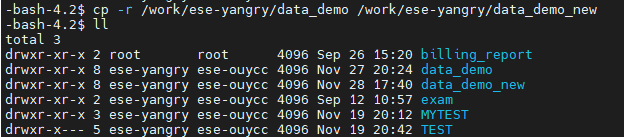 -bash-4.2$ cp -r /work/ese-yangry/data_demo /work/ese-yangry/data_demo_new
-bash-4.2$ ll
total 3
drwxr-xr-x 2 root       root      4096 Sep 26 15:20 billing_report
drwxr-xr-x 8 ese-yangry ese-ouycc 4096 Nov 27 20:24 data_demo
drwxr-xr-x 8 ese-yangry ese-ouycc 4096 Nov 28 17:40 data_demo_new
drwxr-xr-x 2 ese-yangry ese-ouycc 4096 Sep 12 10:57 exam
drwxr-xr-x 3 ese-yangry ese-ouycc 4096 Nov 19 20:12 MYTEST
drwxr-x--- 5 ese-yangry ese-ouycc 4096 Nov 19 20:42 TEST